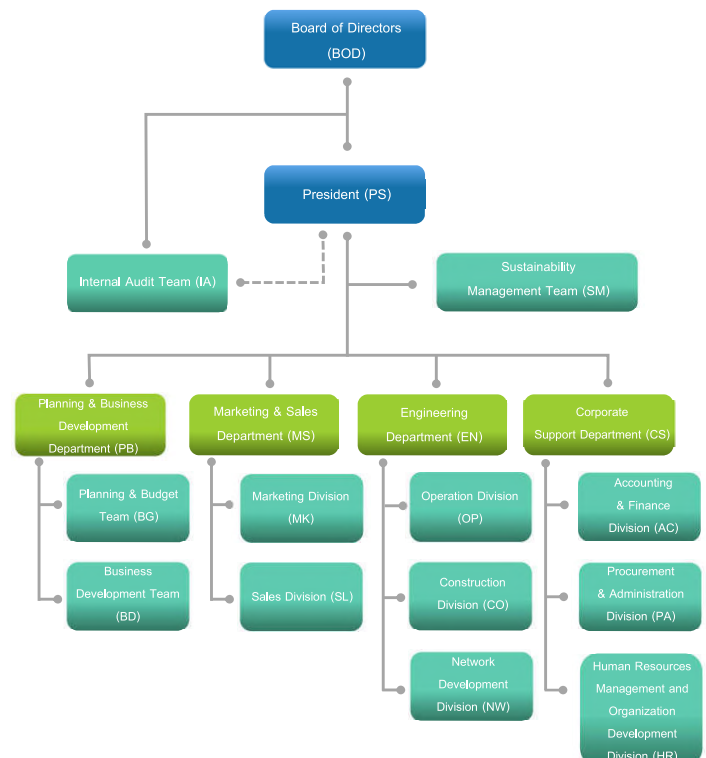 Board of Directors
(BOD)
President (PS)
Internal Audit Team (IA)
Sustainability
Management Team (SM)
Planning & Business
Development
Department (PB)
Marketing & Sales
Department (MS)
Engineering
Department (EN)
Corporate
Support Department (CS)
Planning & Budget
Team (BG)
Business
Development Team
(BD)
Marketing Division
(MK)
Sales Division (SL)
Operation Division
(OP)
Construction
Division (CO)
Network
Development
Division (NW)
Accounting
& Finance
Division (AC)
Procurement
& Administration
Division (PA)
Human Resources
Management and
Organization
Development
Division (HR)